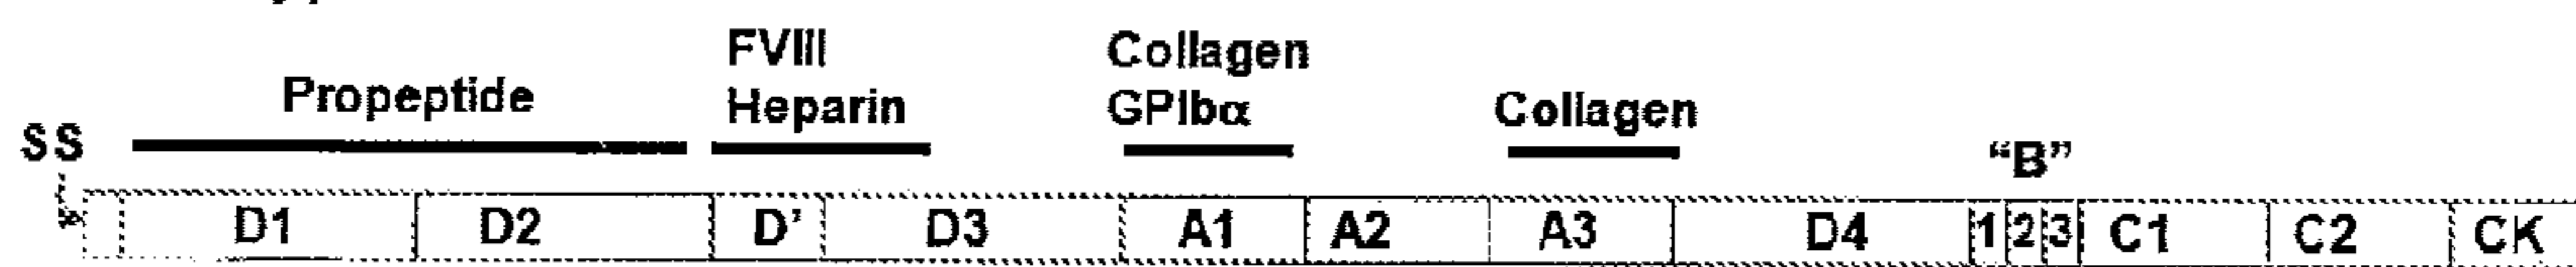 FVIII Collagen
Propeptide Heparin GPIbα Collagen
SS "B"
D1 D2 D' D3 A1 A2 A3 D4 1 2 3 C1 C2 CK